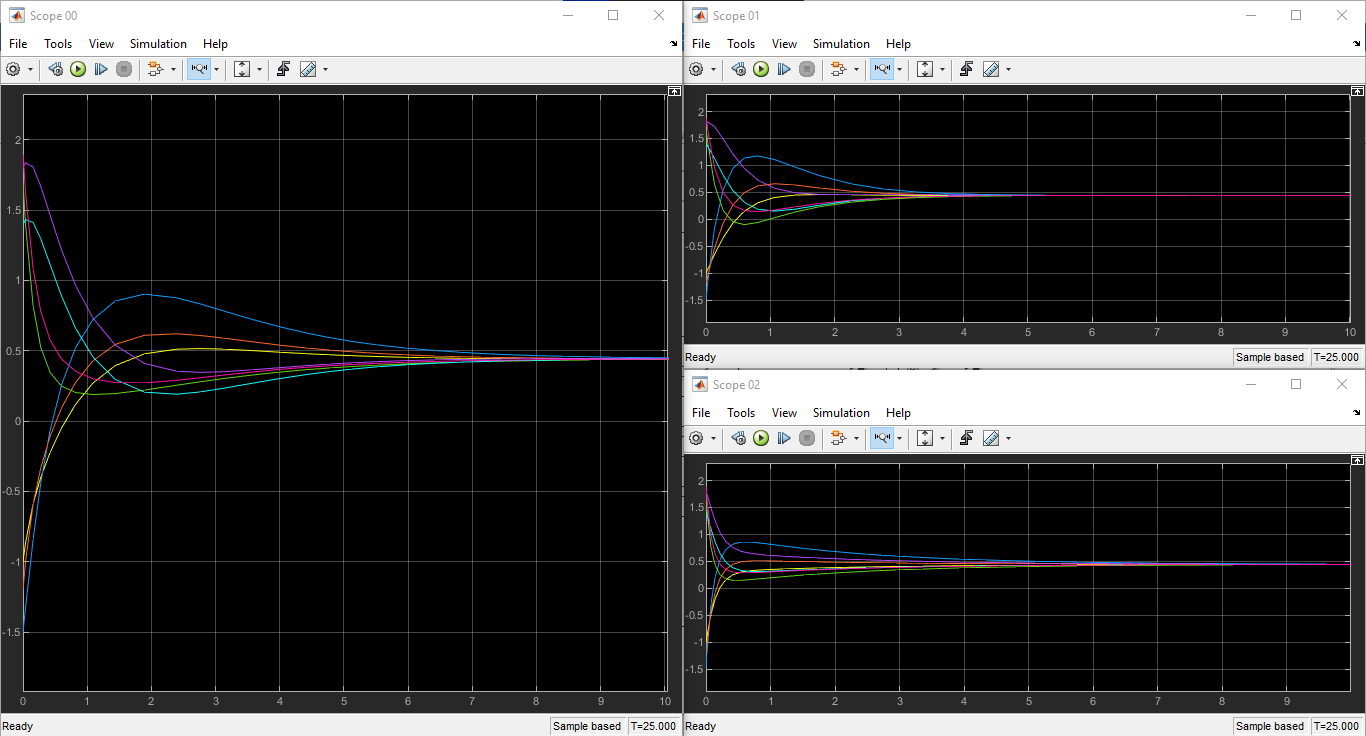 Scope 00
File Tools View Simulation Help
2
1.5
1
0.5
0
-0.5
-1
-1.5
0 1 2 3 4 5 6 7 8 9 10
Ready Sample based T=25.000
Scope 01
File Tools View Simulation Help
2
1.5
1
0.5
0
-0.5
-1
-1.5
0 1 2 3 4 5 6 7 8 9 10
Ready Sample based T=25.000
Scope 02
File Tools View Simulation Help
2
1.5
1
0.5
0
-0.5
-1
-1.5
0 1 2 3 4 5 6 7 8 9
Ready Sample based T=25.000